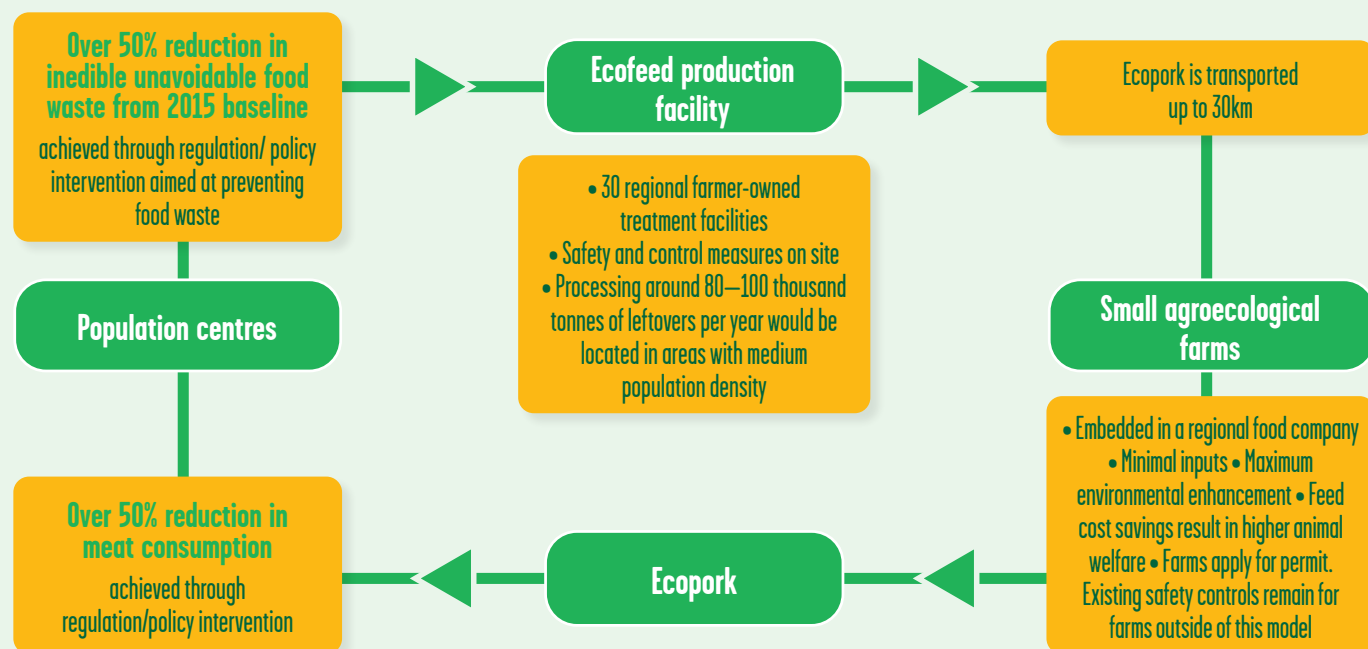 Over 50% reduction in
inedible unavoidable food
waste from 2015 baseline
achieved through regulation/ policy
intervention aimed at preventing
food waste
Ecofeed production
facility
• 30 regional farmer-owned
treatment facilities
• Safety and control measures on site
• Processing around 80—100 thousand
tonnes of leftovers per year would be
located in areas with medium
population density
Ecopork is transported
up to 30km
Population centres
Small agroecological
farms
• Embedded in a regional food company
• Minimal inputs • Maximum
environmental enhancement • Feed
cost savings result in higher animal
welfare • Farms apply for permit.
Existing safety controls remain for
farms outside of this model
Ecopork
Over 50% reduction in
meat consumption
achieved through
regulation/policy intervention